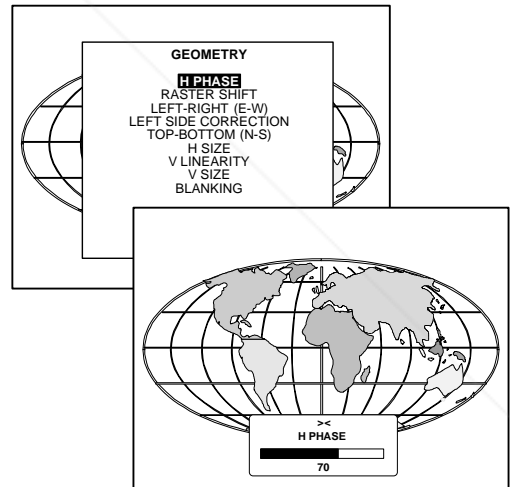 GEOMETRY
H PHASE
RASTER SHIFT
LEFT-RIGHT (E-W)
LEFT SIDE CORRECTION
TOP-BOTTOM (N-S)
H SIZE
V LINEARITY
V SIZE
BLANKING
><
H PHASE
70